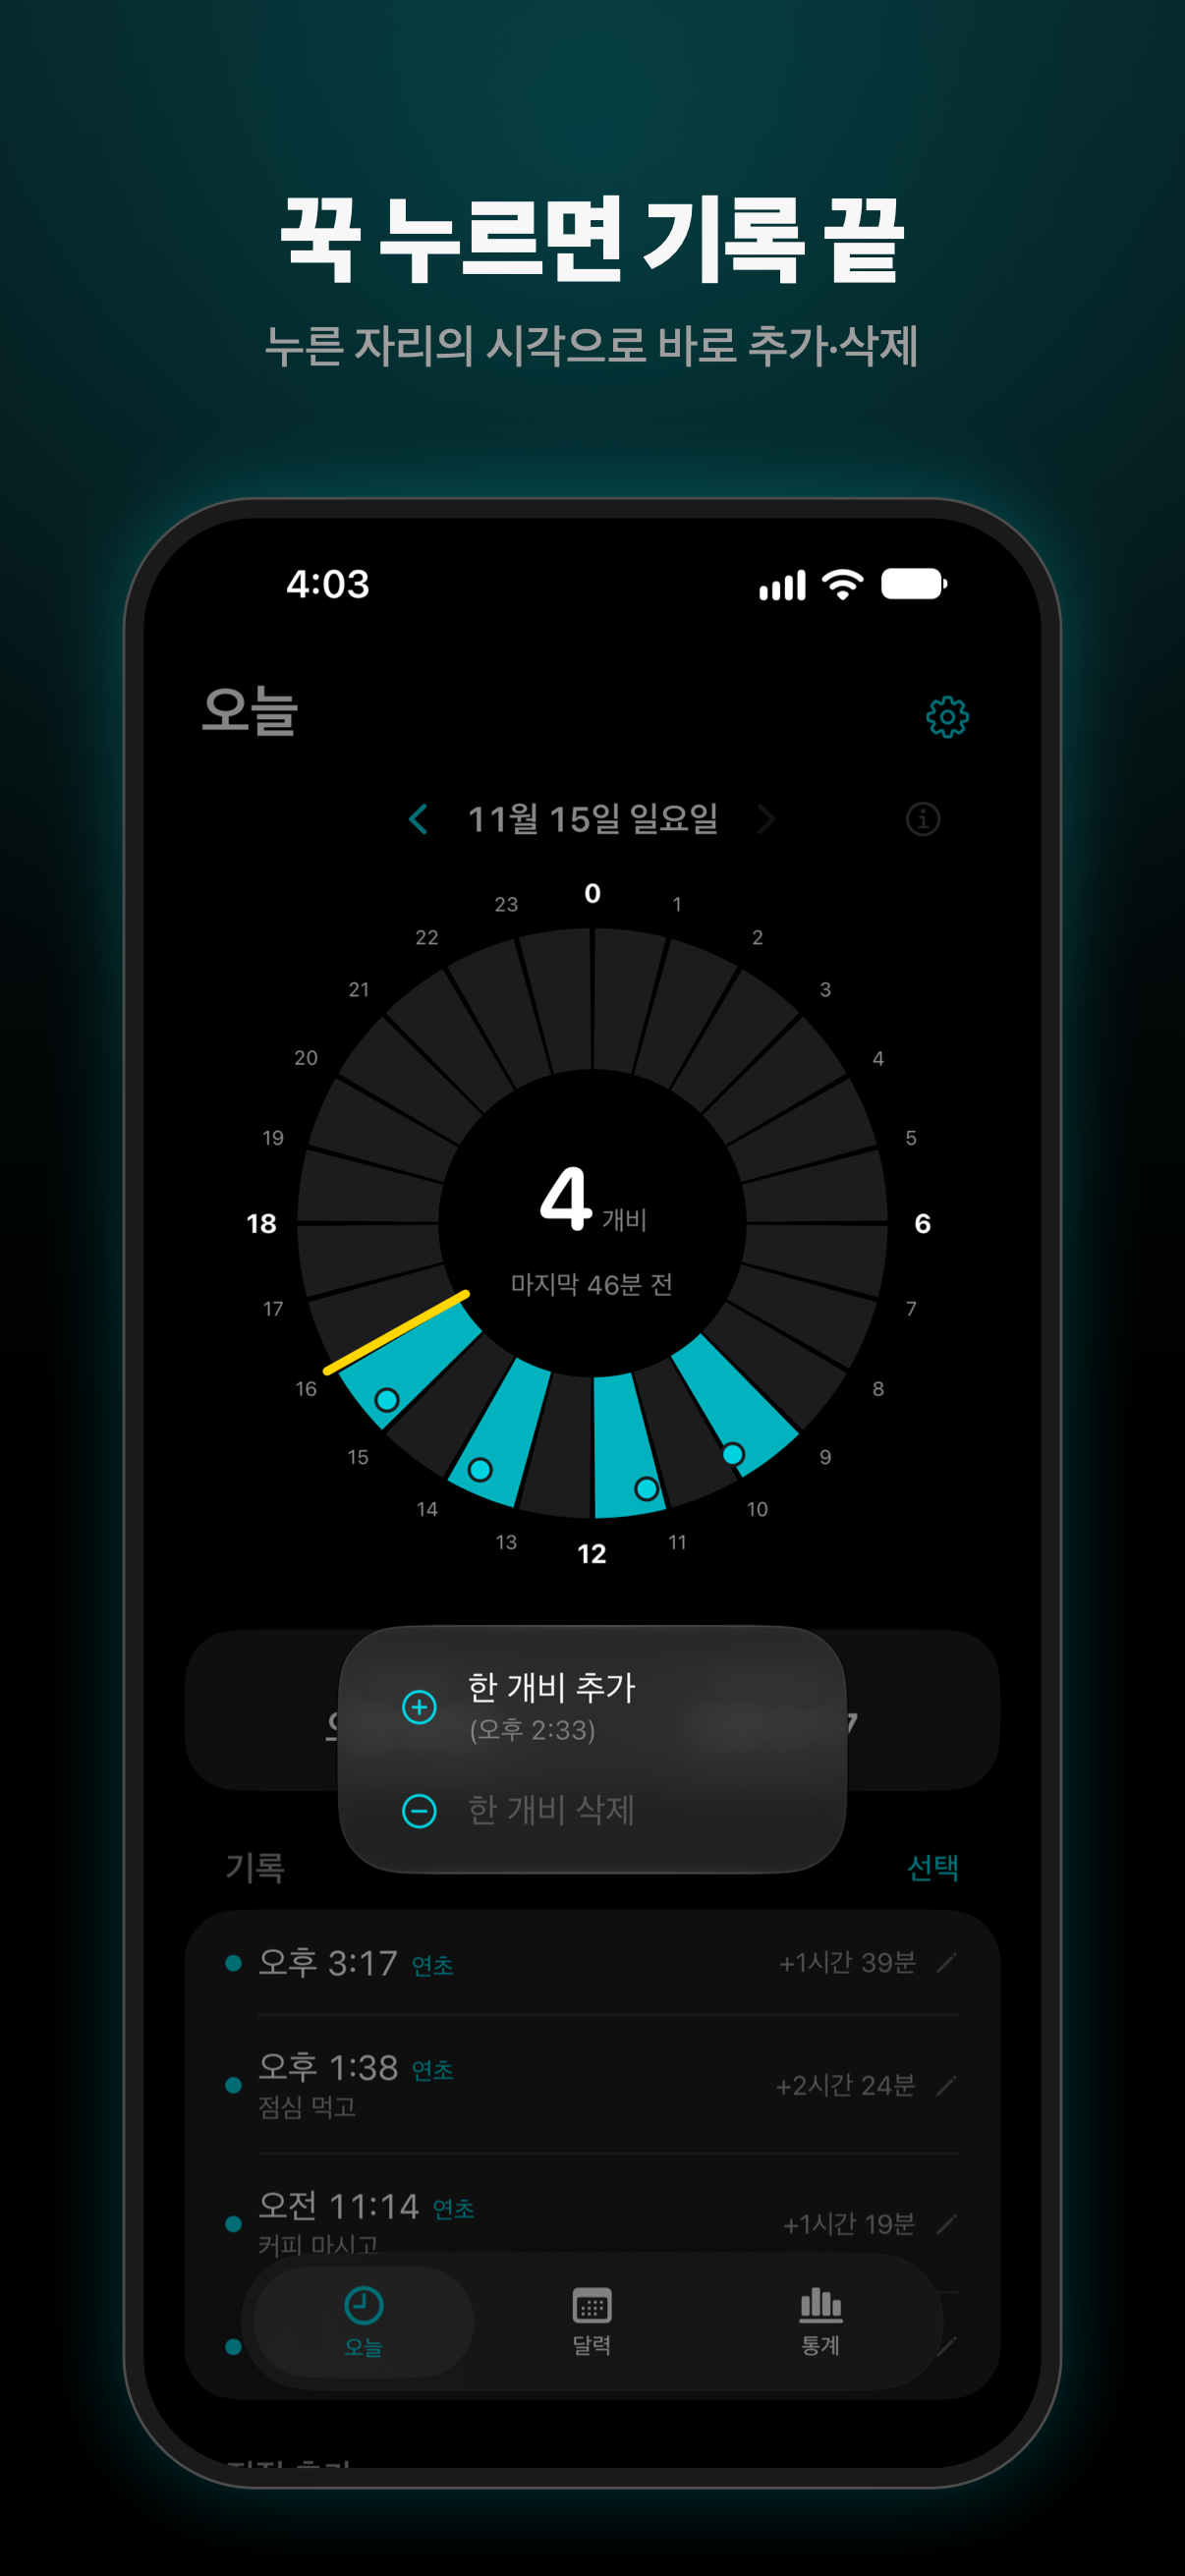 꾹 누르면 기록 끝
누른 자리의 시각으로 바로 추가·삭제
4:03
오늘
11월 15일 일요일
0
1
2
3
4
5
6
7
8
9
10
11
12
13
14
15
16
17
18
19
20
21
22
23
4 개비
마지막 46분 전
한 개비 추가
(오후 2:33)
한 개비 삭제
기록
선택
오후 3:17 연초
+1시간 39분
오후 1:38 연초
+2시간 24분
점심 먹고
오전 11:14 연초
+1시간 19분
커피 마시고
오늘
달력
통계